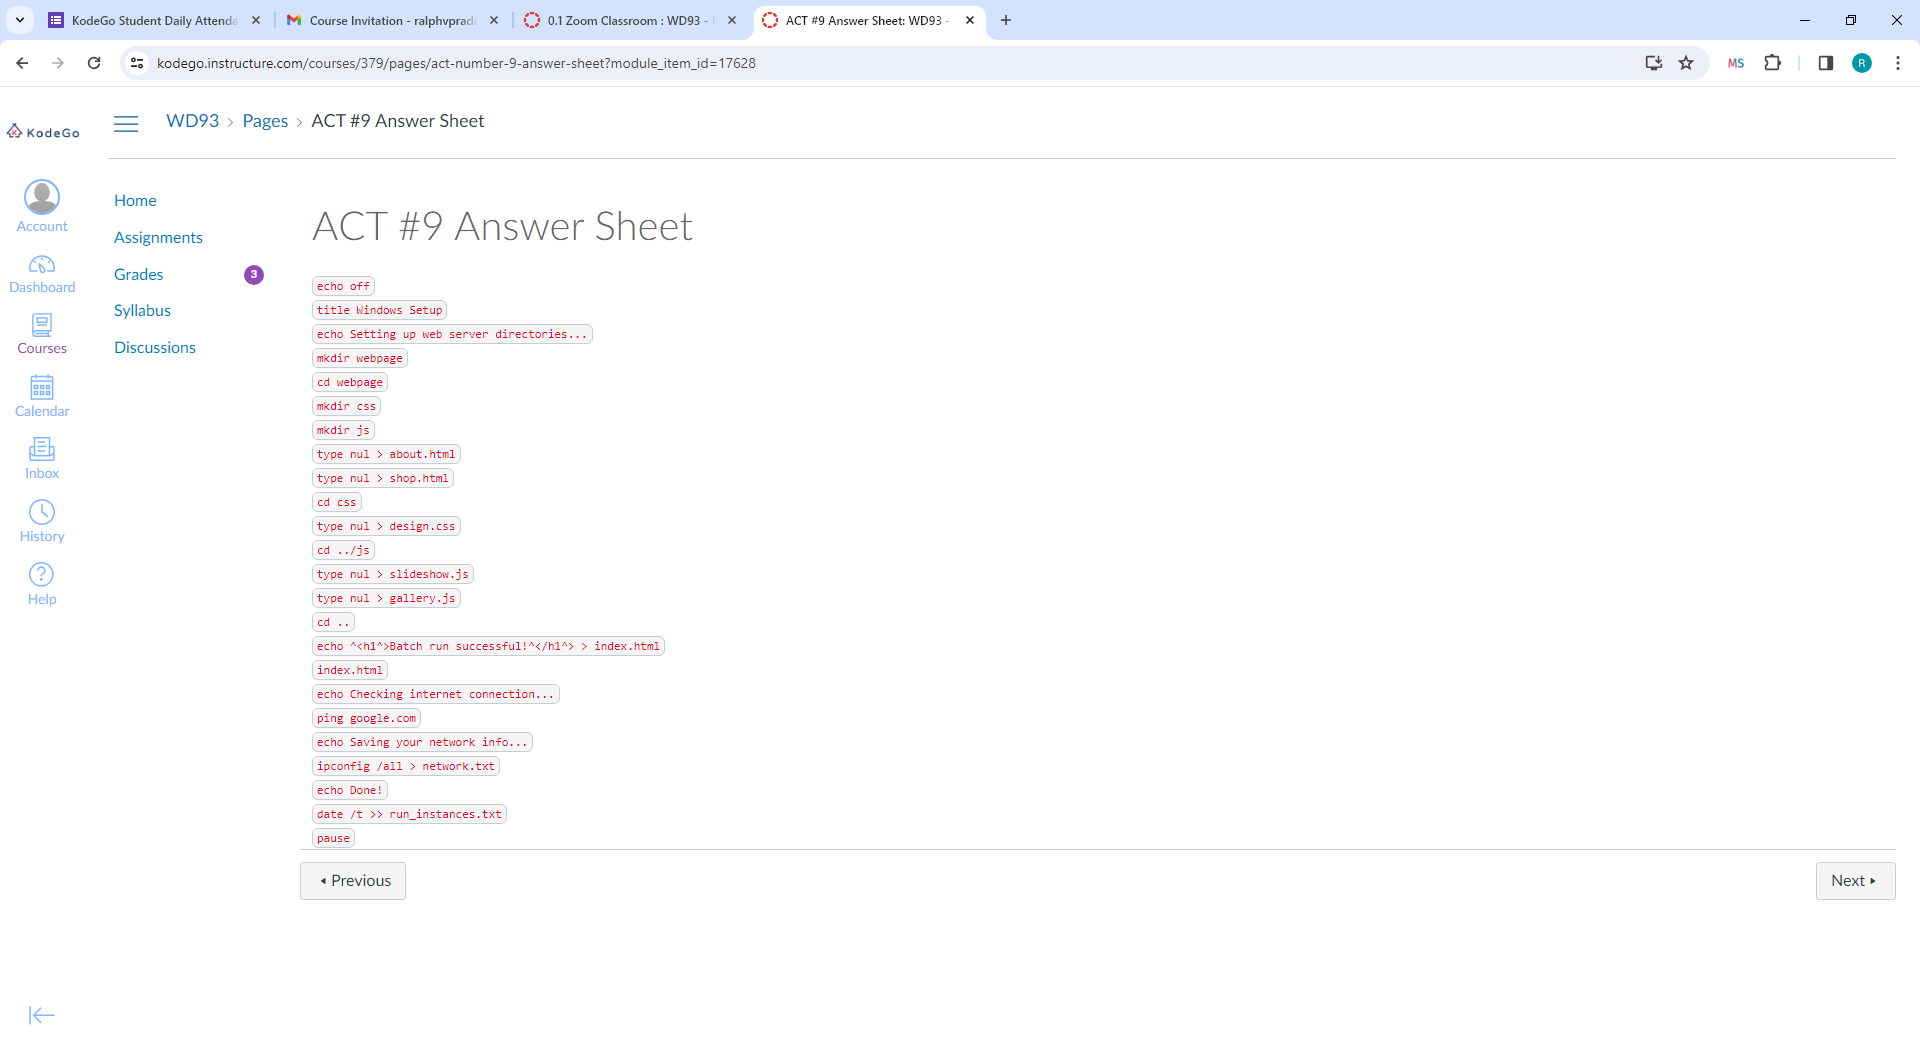 KodeGo Student Daily Attenda
Course Invitation - ralphvprad
0.1 Zoom Classroom : WD93 -
ACT #9 Answer Sheet: WD93 -
kodego.instructure.com/courses/379/pages/act-number-9-answer-sheet?module_item_id=17628
MS
R
KodeGo
WD93 › Pages › ACT #9 Answer Sheet
Account
Dashboard
Courses
Calendar
Inbox
History
Help
Home
Assignments
Grades 3
Syllabus
Discussions
ACT #9 Answer Sheet
echo off
title Windows Setup
echo Setting up web server directories...
mkdir webpage
cd webpage
mkdir css
mkdir js
type nul > about.html
type nul > shop.html
cd css
type nul > design.css
cd ../js
type nul > slideshow.js
type nul > gallery.js
cd ..
echo ^<h1^>Batch run successful!^</h1^> > index.html
index.html
echo Checking internet connection...
ping google.com
echo Saving your network info...
ipconfig /all > network.txt
echo Done!
date /t >> run_instances.txt
pause
Previous
Next